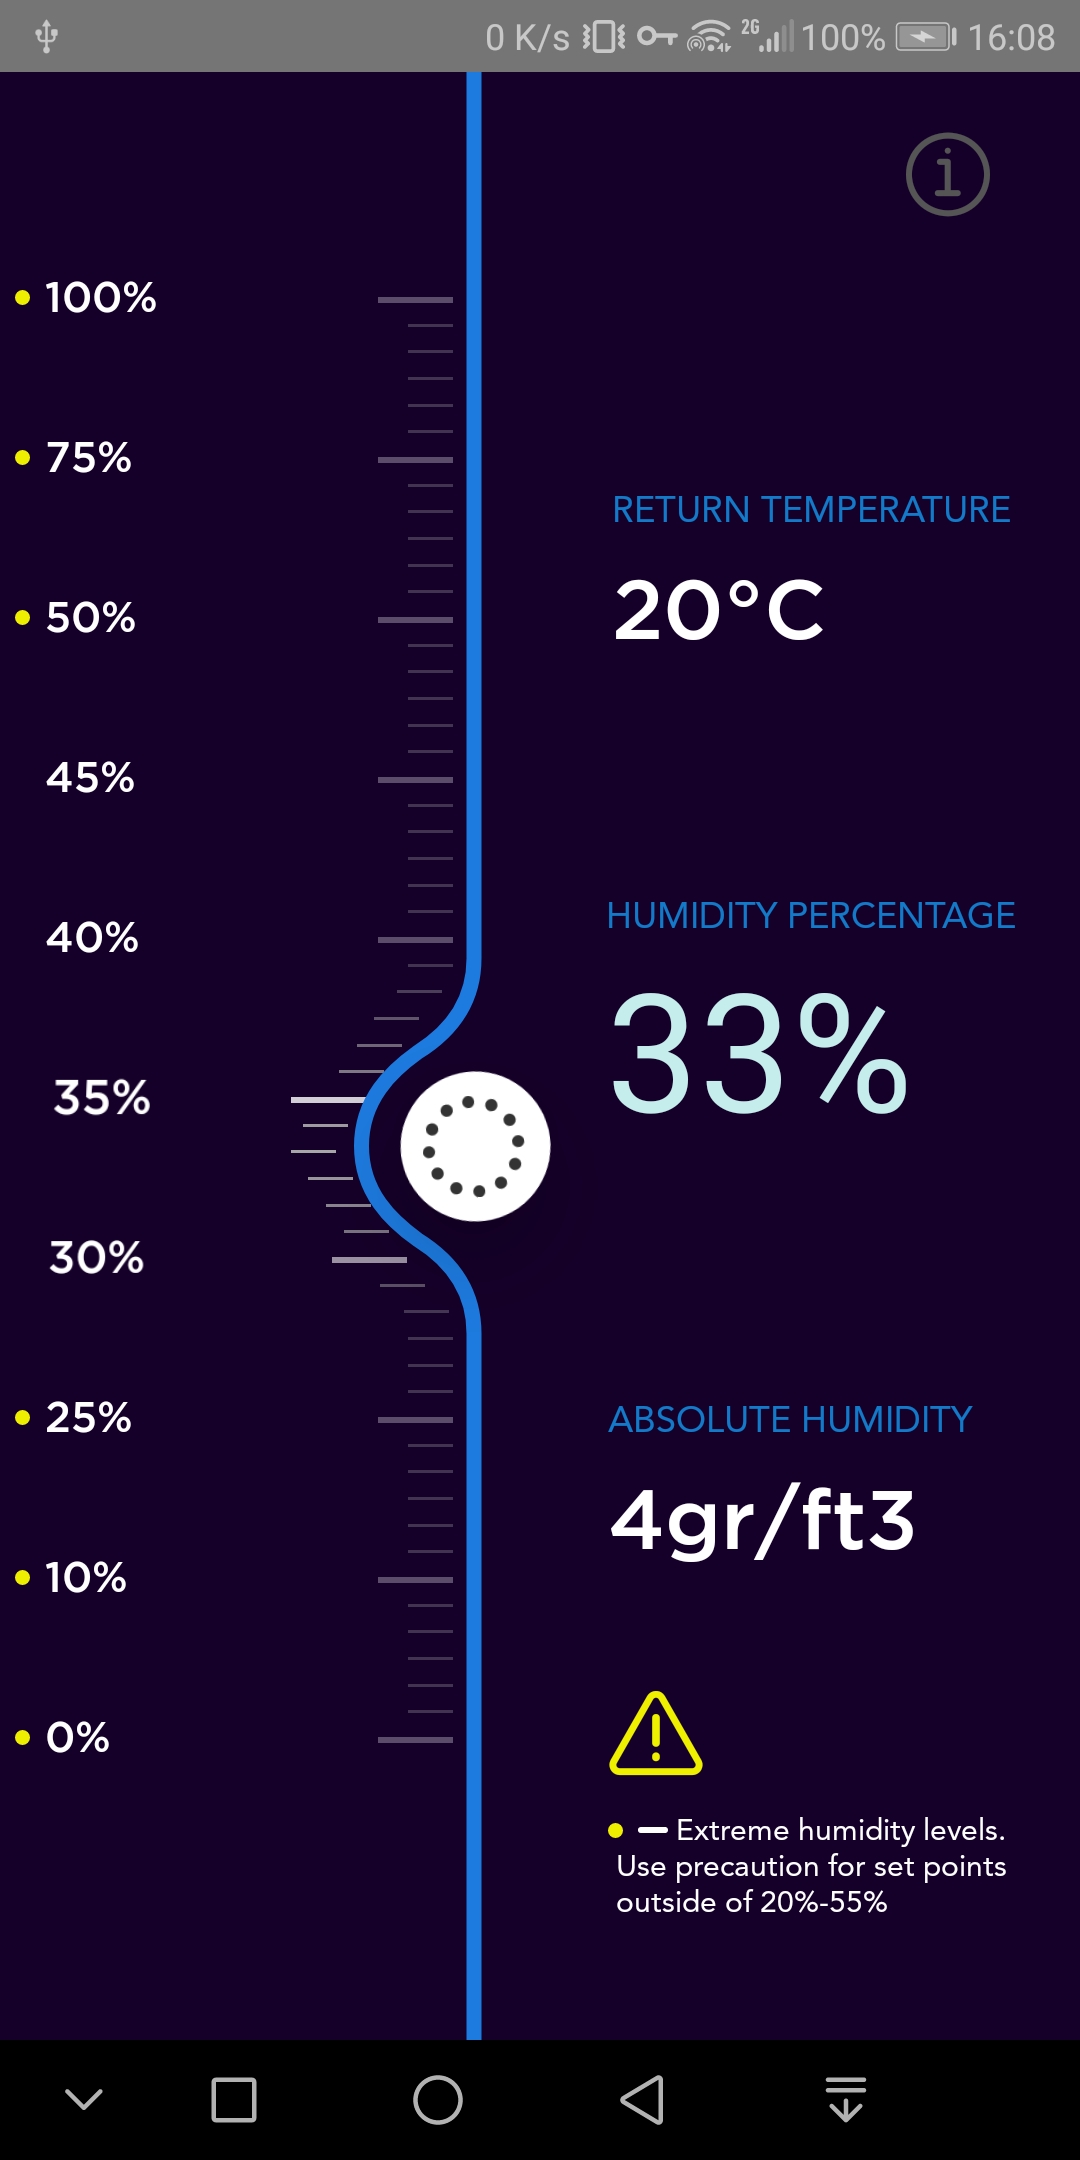 0 K/s 2G 100% 16:08
100%
75%
50%
45%
40%
35%
30%
25%
10%
0%
RETURN TEMPERATURE
20°C
HUMIDITY PERCENTAGE
33%
ABSOLUTE HUMIDITY
4gr/ft3
Extreme humidity levels.
Use precaution for set points
outside of 20%-55%